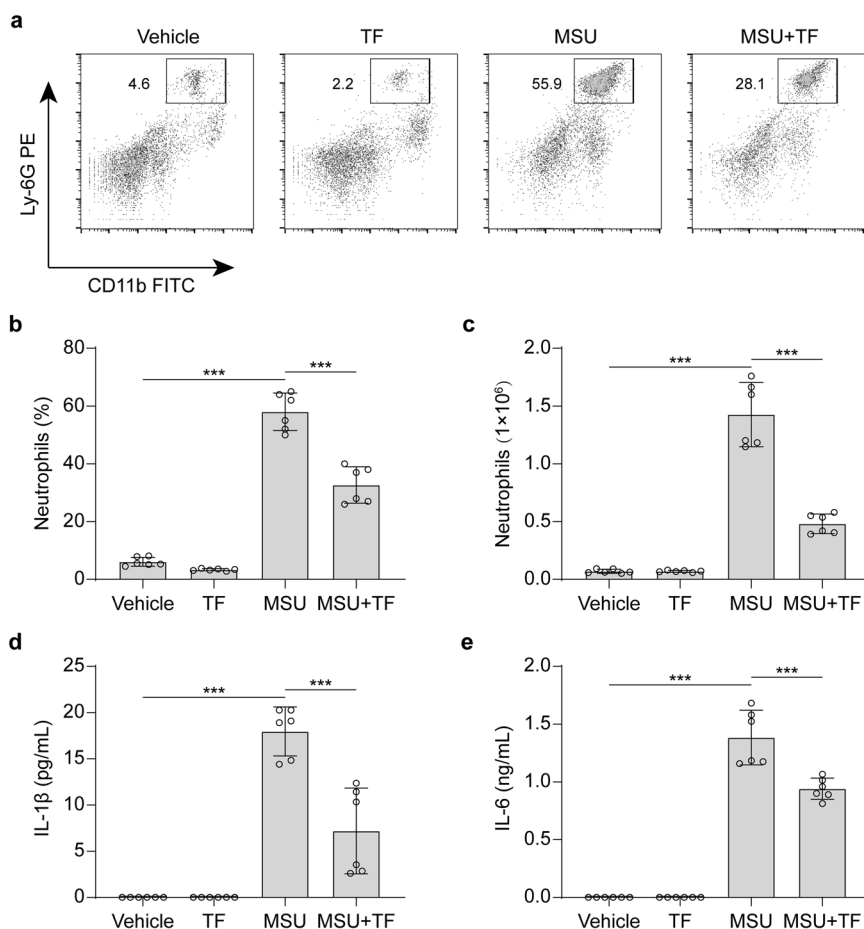 a
Vehicle TF MSU MSU+TF
4.6 2.2 55.9 28.1
Ly-6G PE
CD11b FITC
b
Neutrophils (%)
80
60
40
20
0
*** ***
Vehicle TF MSU MSU+TF
c
Neutrophils (1×10⁶)
2.0
1.5
1.0
0.5
0.0
*** ***
Vehicle TF MSU MSU+TF
d
IL-1β (pg/mL)
25
20
15
10
5
0
*** ***
Vehicle TF MSU MSU+TF
e
IL-6 (ng/mL)
2.0
1.5
1.0
0.5
0.0
*** ***
Vehicle TF MSU MSU+TF